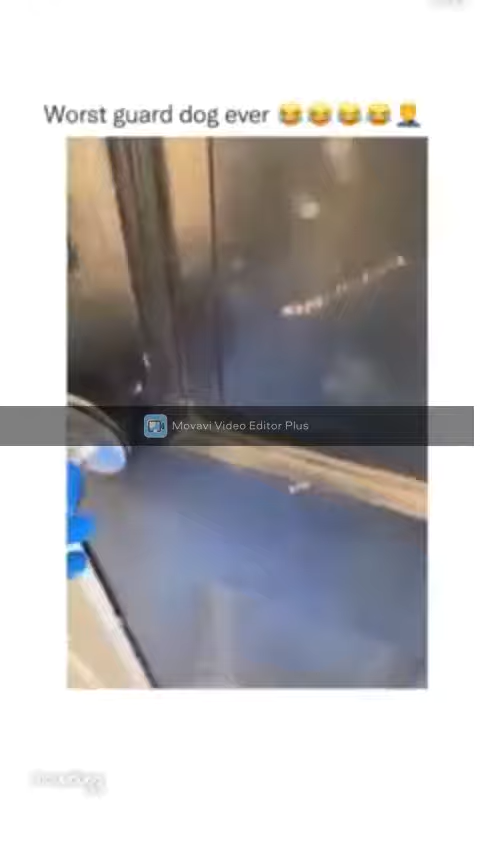 Worst guard dog ever 😂😂😂😂🤦‍♂️
Movavi Video Editor Plus